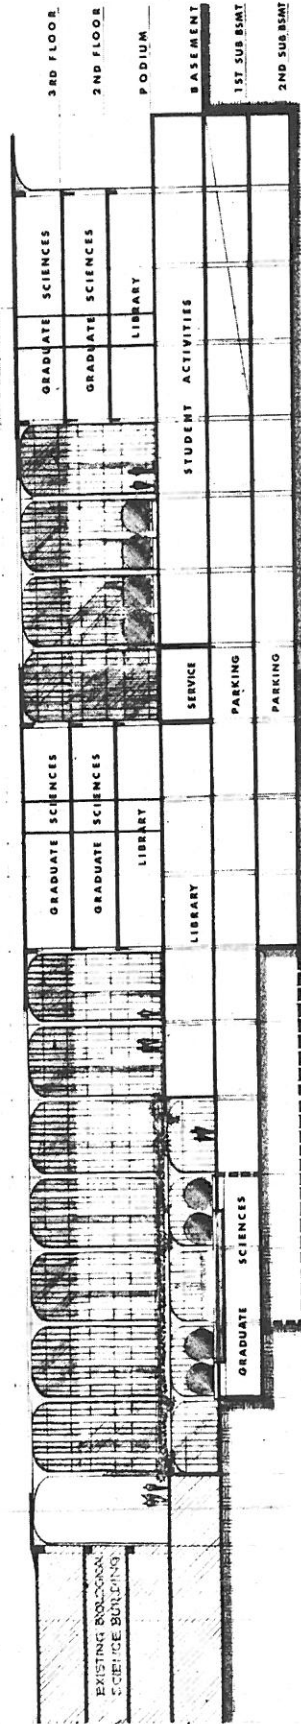 3RD FLOOR
2ND FLOOR
PODIUM
BASEMENT
1ST SUB BSMT
2ND SUB BSMT
GRADUATE SCIENCES
GRADUATE SCIENCES
LIBRARY
STUDENT ACTIVITIES
SERVICE
PARKING
PARKING
GRADUATE SCIENCES
GRADUATE SCIENCES
LIBRARY
LIBRARY
GRADUATE SCIENCES
EXISTING BIOLOGICAL
SCIENCE BUILDING